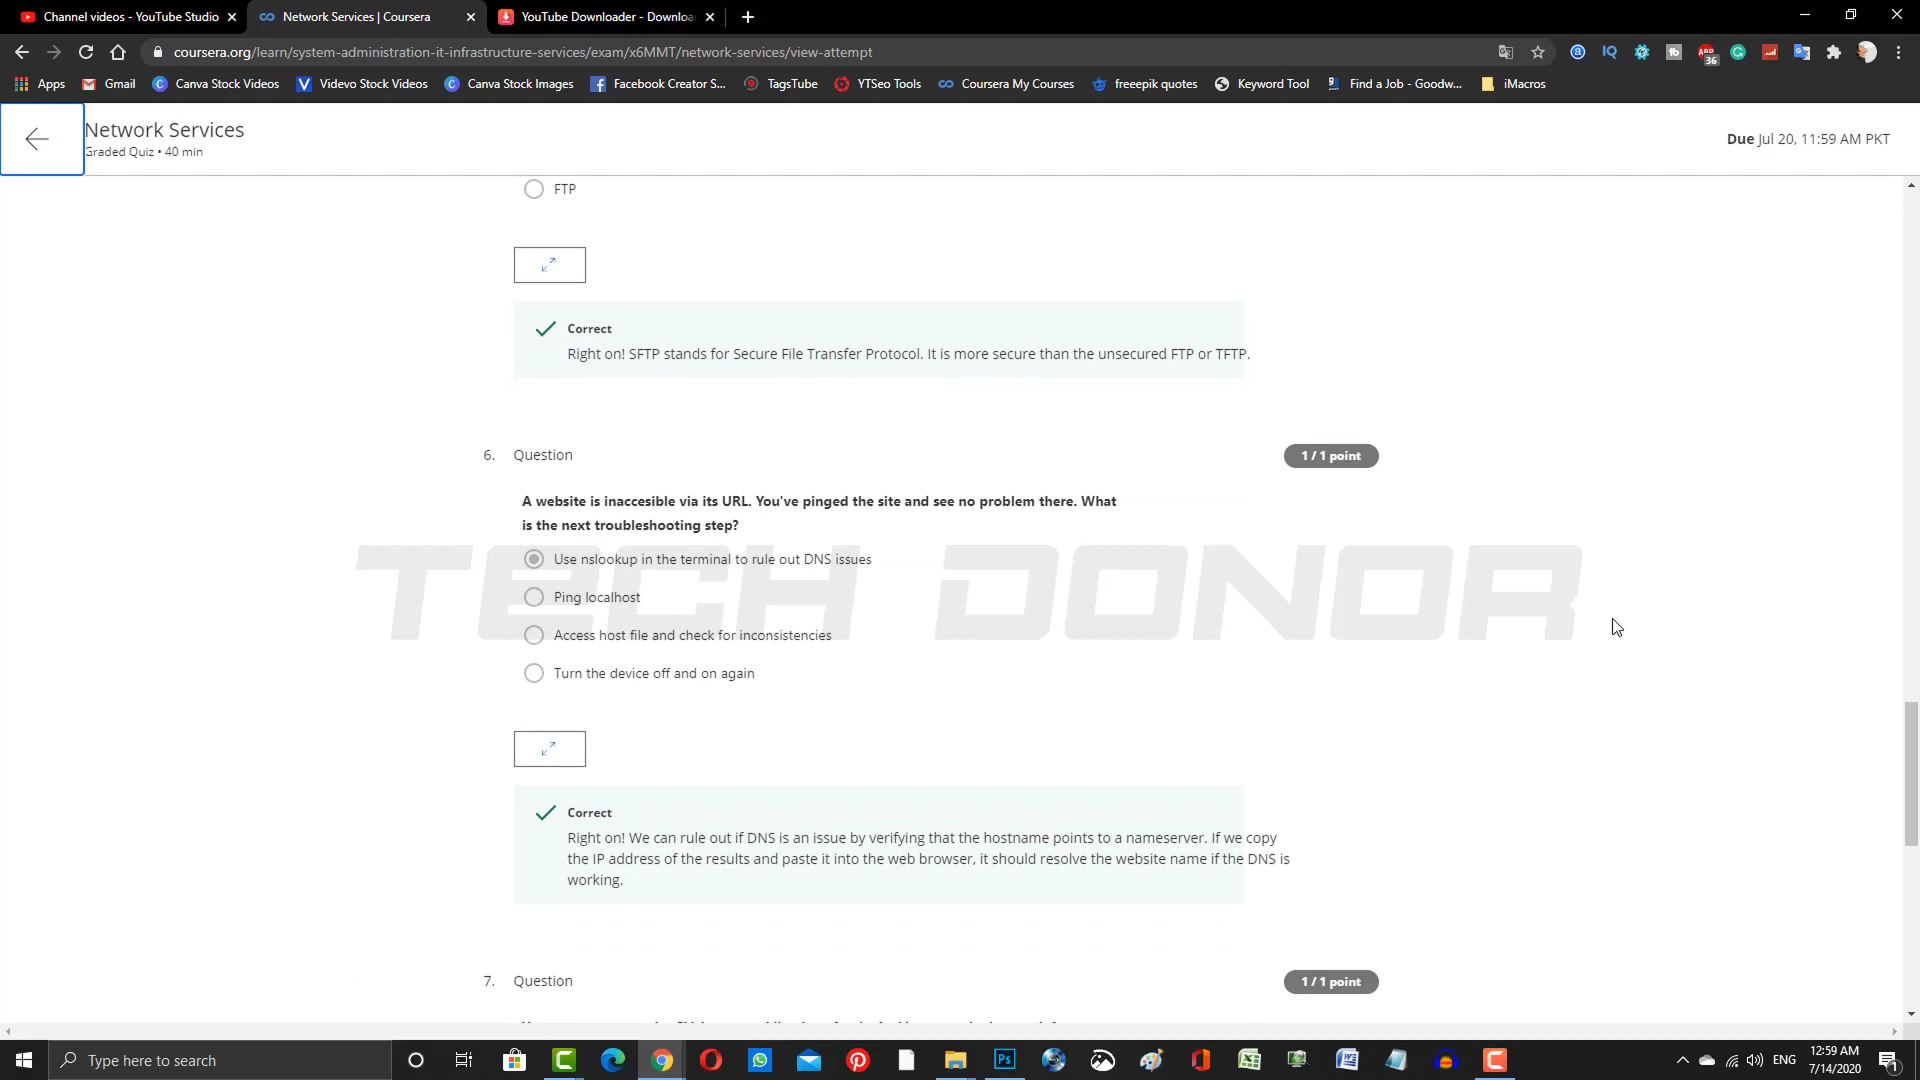 Channel videos - YouTube Studio
Network Services | Coursera
YouTube Downloader - Downloa
coursera.org/learn/system-administration-it-infrastructure-services/exam/x6MMT/network-services/view-attempt
36
Apps
Gmail
Canva Stock Videos
Videvo Stock Videos
Canva Stock Images
Facebook Creator S...
TagsTube
YTSeo Tools
Coursera My Courses
freeepik quotes
Keyword Tool
Find a Job - Goodw...
iMacros
Network Services
Graded Quiz • 40 min
Due Jul 20, 11:59 AM PKT
FTP
Correct
Right on! SFTP stands for Secure File Transfer Protocol. It is more secure than the unsecured FTP or TFTP.
6. Question
1 / 1 point
A website is inaccesible via its URL. You've pinged the site and see no problem there. What
is the next troubleshooting step?
Use nslookup in the terminal to rule out DNS issues
Ping localhost
Access host file and check for inconsistencies
Turn the device off and on again
TECH DONOR
Correct
Right on! We can rule out if DNS is an issue by verifying that the hostname points to a nameserver. If we copy
the IP address of the results and paste it into the web browser, it should resolve the website name if the DNS is
working.
7. Question
1 / 1 point
Type here to search
ENG
12:59 AM
7/14/2020